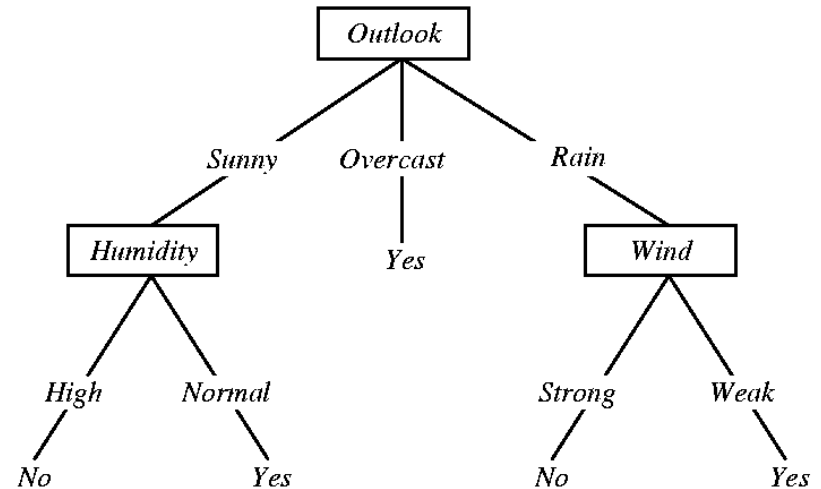 Outlook
Sunny Overcast Rain
Humidity Yes Wind
High Normal Strong Weak
No Yes No Yes